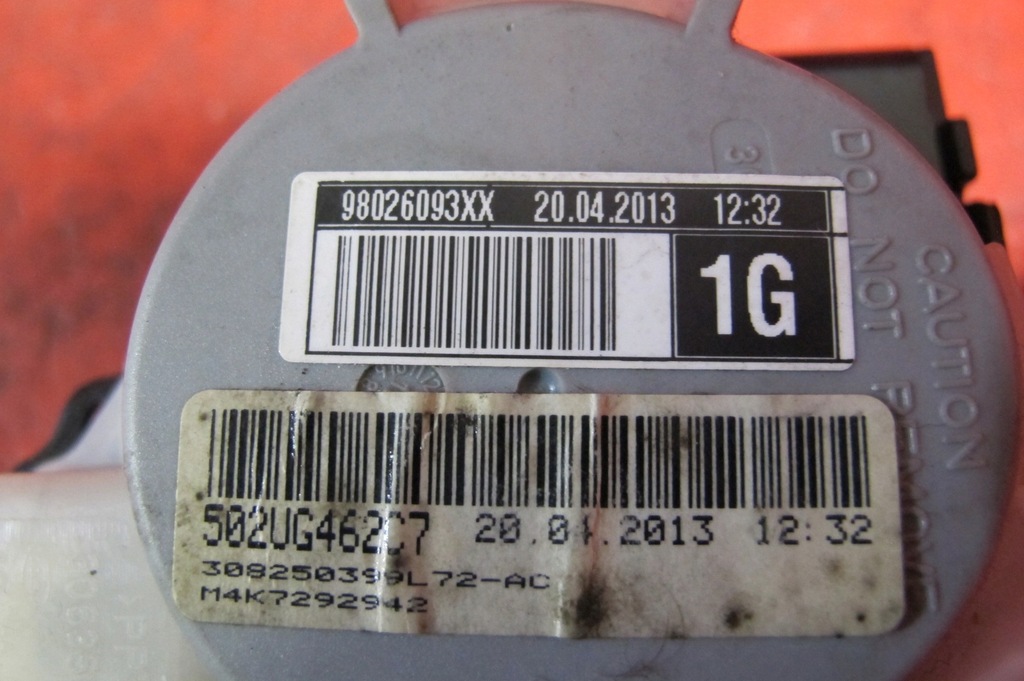 98026093XX 20.04.2013 12:32
1G
502UG462C7 20.04.2013 12:32
308250399L72-AC
M4K7292942
CAUTION
DO NOT REMOVE